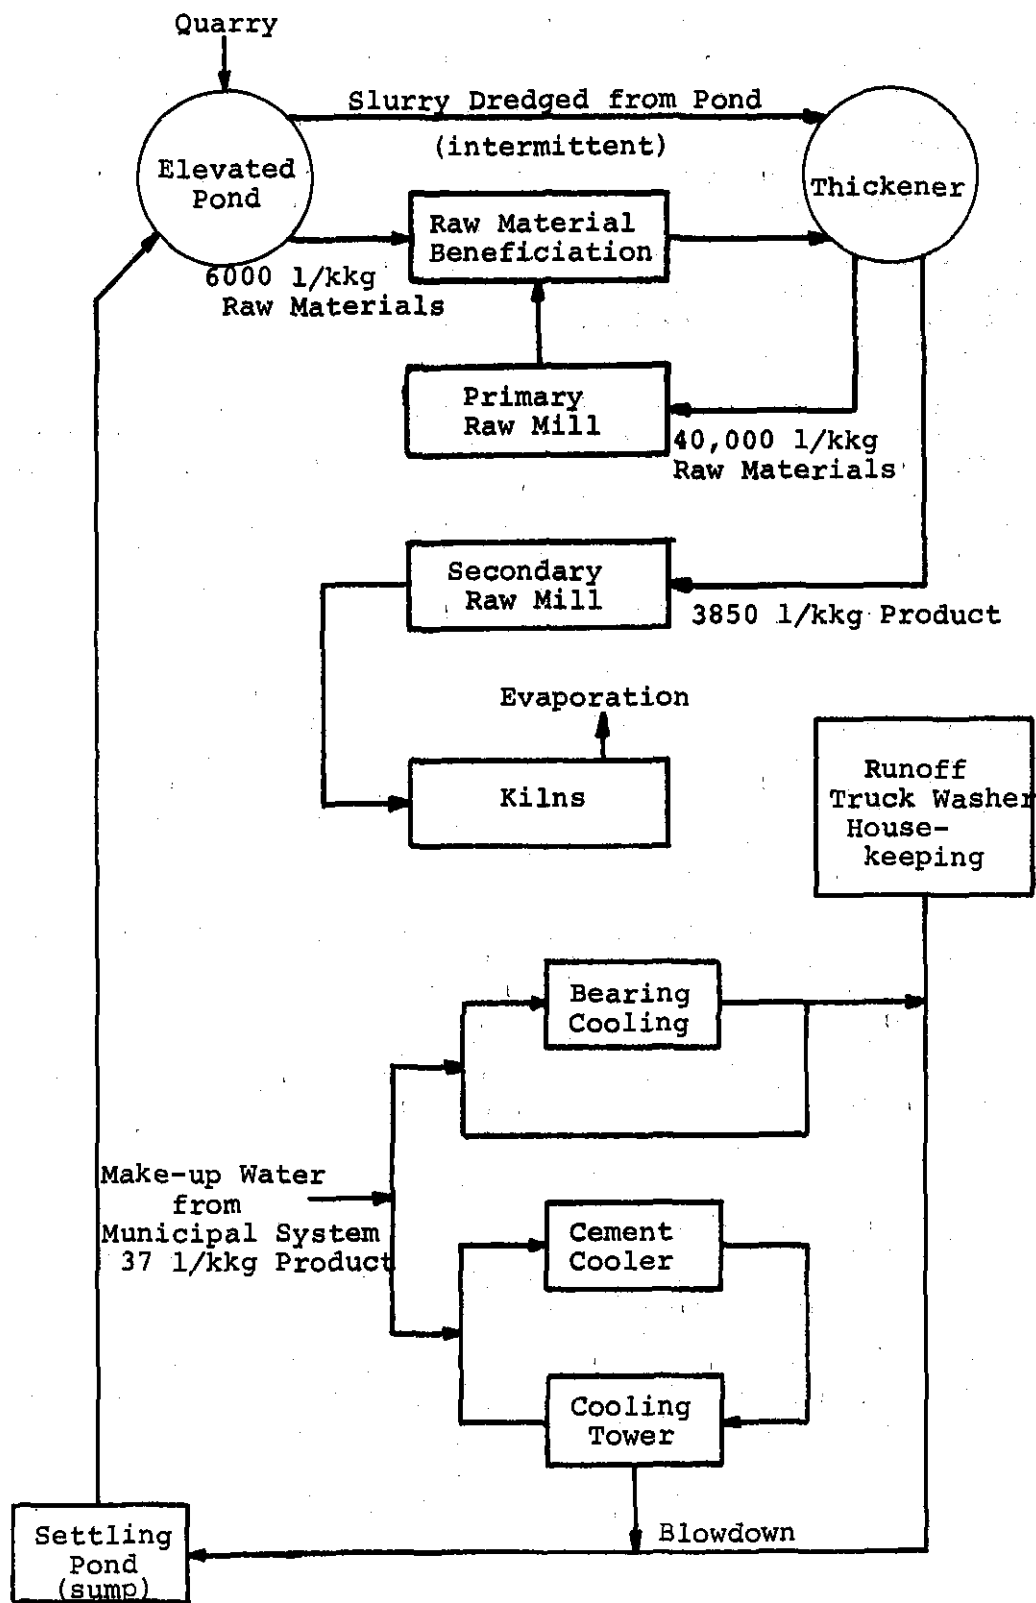 Quarry
Slurry Dredged from Pond
(intermittent)
Elevated
Pond
Thickener
Raw Material
Beneficiation
6000 l/kkg
Raw Materials
Primary
Raw Mill
40,000 l/kkg
Raw Materials
Secondary
Raw Mill
3850 l/kkg Product
Evaporation
Kilns
Runoff
Truck Washer
House-
keeping
Bearing
Cooling
Make-up Water
from
Municipal System
37 l/kkg Product
Cement
Cooler
Cooling
Tower
Blowdown
Settling
Pond
(sump)